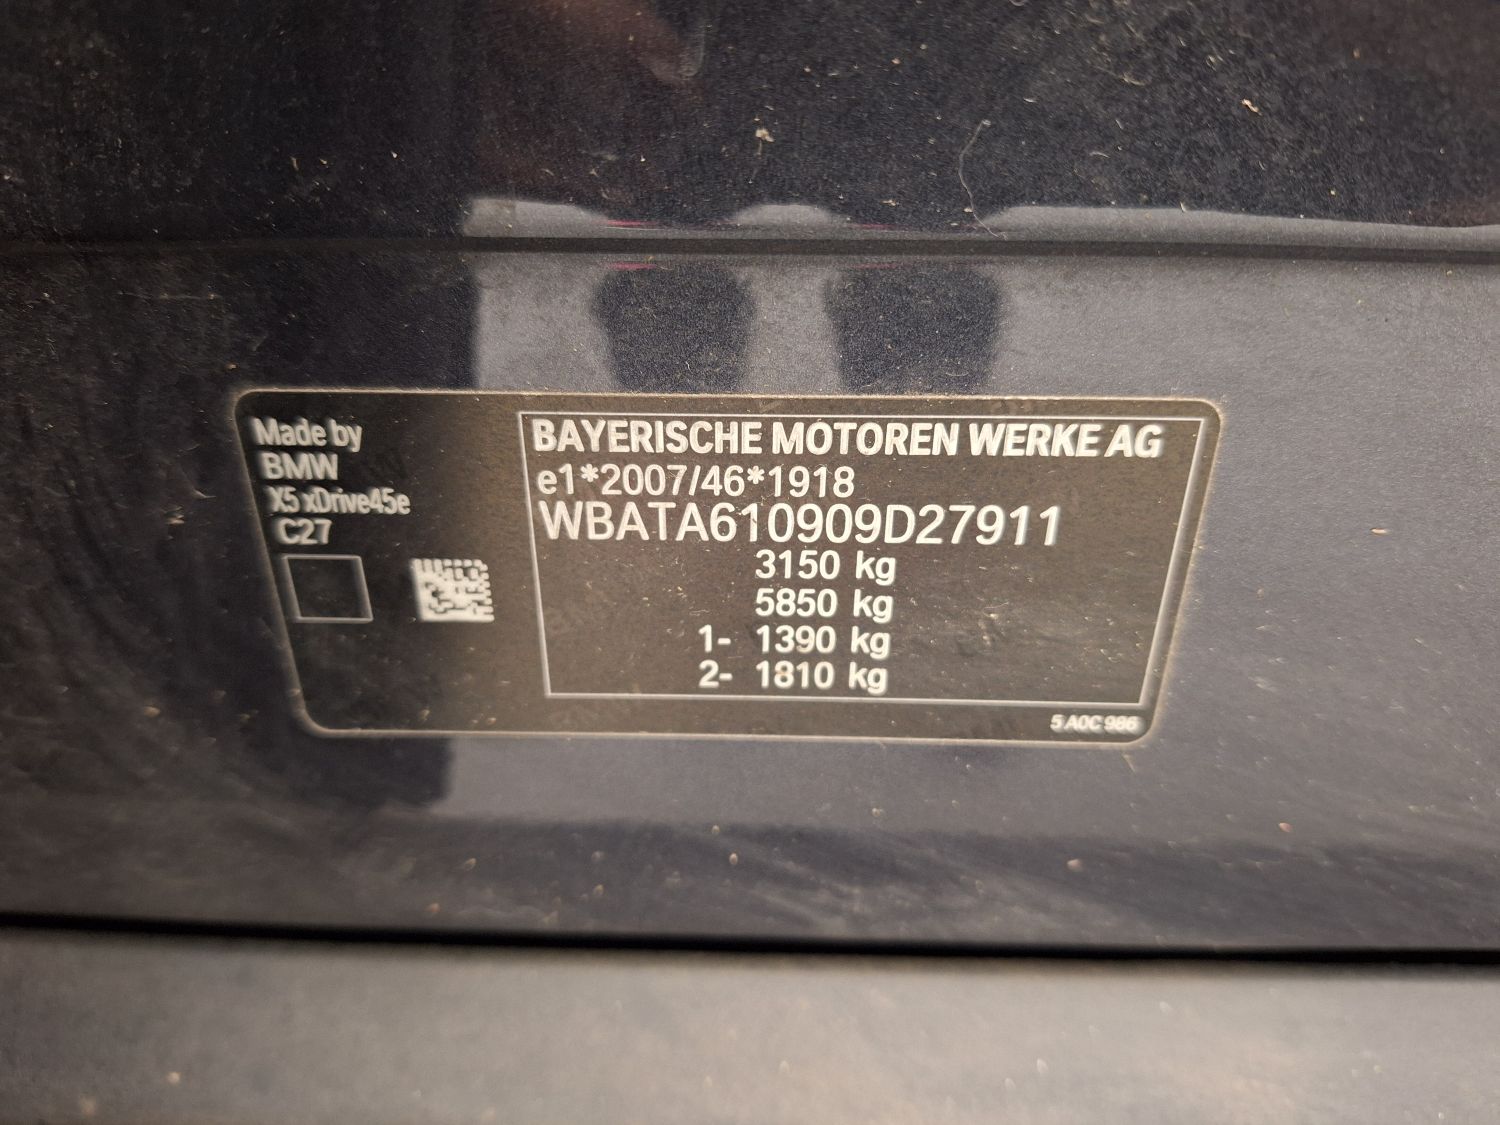 Made by
BMW
X5 xDrive45e
C27
BAYERISCHE MOTOREN WERKE AG
e1*2007/46*1918
WBATA610909D27911
3150 kg
5850 kg
1- 1390 kg
2- 1810 kg
5 A0C 986